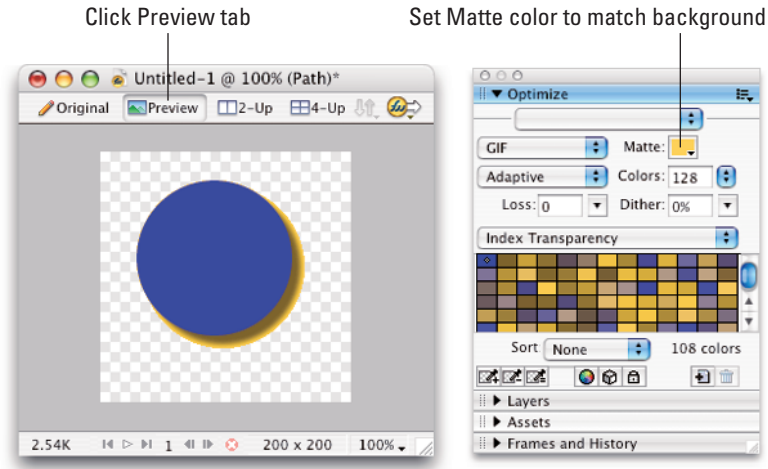 Click Preview tab
Set Matte color to match background
Untitled-1 @ 100% (Path)*
Original Preview 2-Up 4-Up
2.54K 1 200 x 200 100%
Optimize
GIF Matte:
Adaptive Colors: 128
Loss: 0 Dither: 0%
Index Transparency
Sort None 108 colors
Layers
Assets
Frames and History